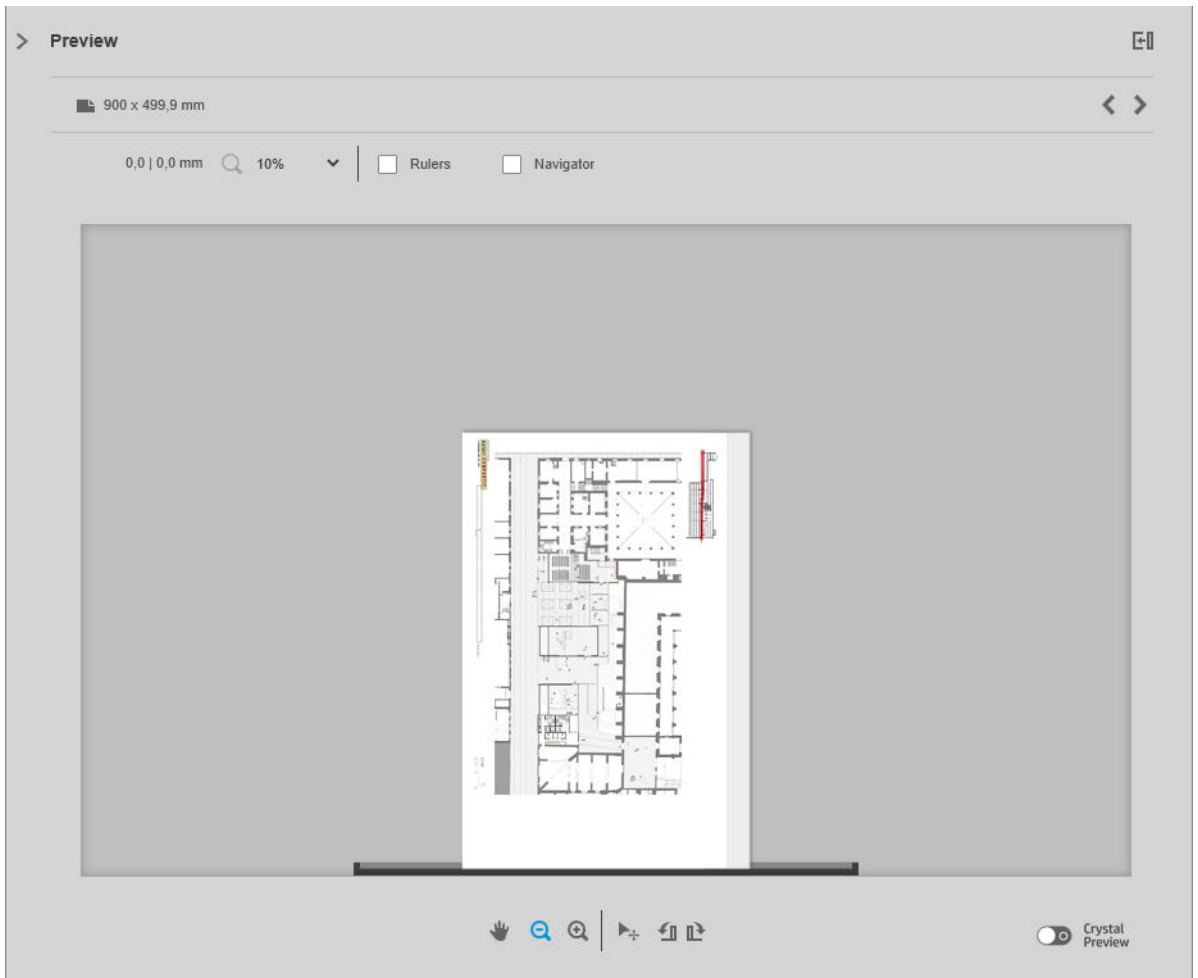 Preview
900 x 499,9 mm
0,0 | 0,0 mm 10% Rulers Navigator
Crystal
Preview